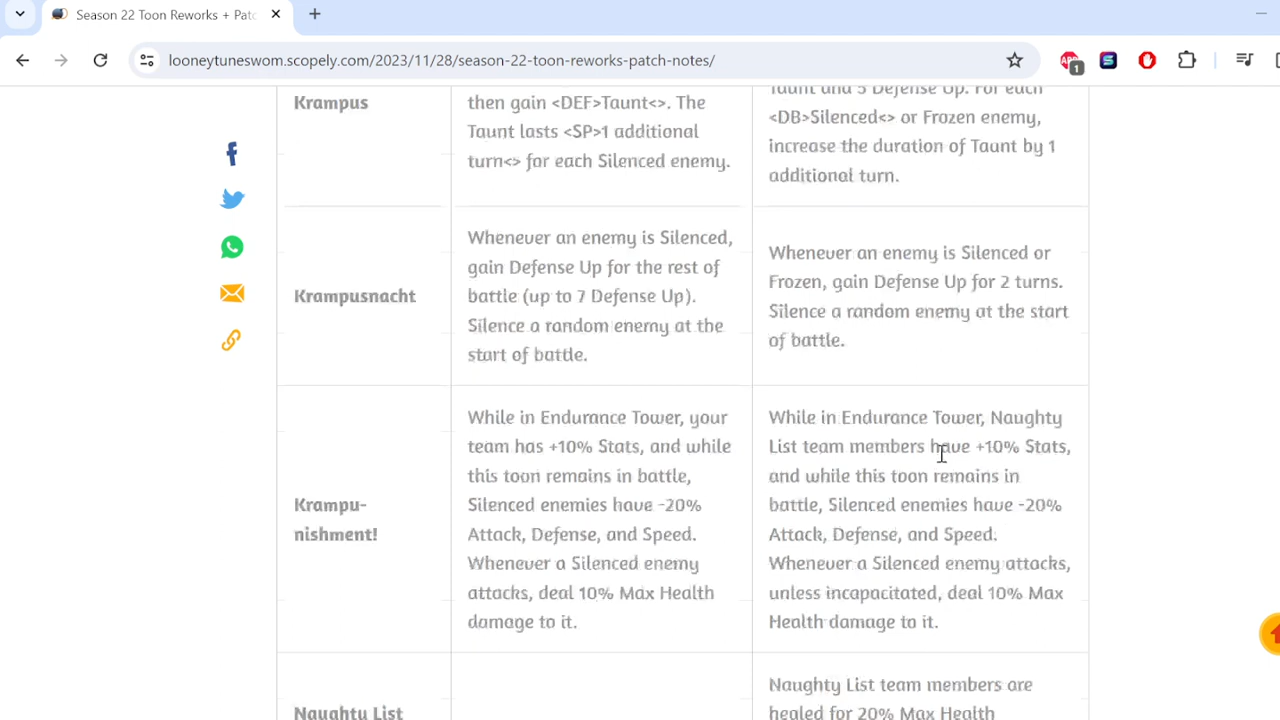 Season 22 Toon Reworks + Patc
looneytuneswom.scopely.com/2023/11/28/season-22-toon-reworks-patch-notes/
1
Krampus
then gain <DEF>Taunt<>. The
Taunt lasts <SP>1 additional
turn<> for each Silenced enemy.
Taunt and 5 Defense Up. For each
<DB>Silenced<> or Frozen enemy,
increase the duration of Taunt by 1
additional turn.
Krampusnacht
Whenever an enemy is Silenced,
gain Defense Up for the rest of
battle (up to 7 Defense Up).
Silence a random enemy at the
start of battle.
Whenever an enemy is Silenced or
Frozen, gain Defense Up for 2 turns.
Silence a random enemy at the start
of battle.
Krampu-
nishment!
While in Endurance Tower, your
team has +10% Stats, and while
this toon remains in battle,
Silenced enemies have -20%
Attack, Defense, and Speed.
Whenever a Silenced enemy
attacks, deal 10% Max Health
damage to it.
While in Endurance Tower, Naughty
List team members have +10% Stats,
and while this toon remains in
battle, Silenced enemies have -20%
Attack, Defense, and Speed.
Whenever a Silenced enemy attacks,
unless incapacitated, deal 10% Max
Health damage to it.
Naughty List
Naughty List team members are
healed for 20% Max Health